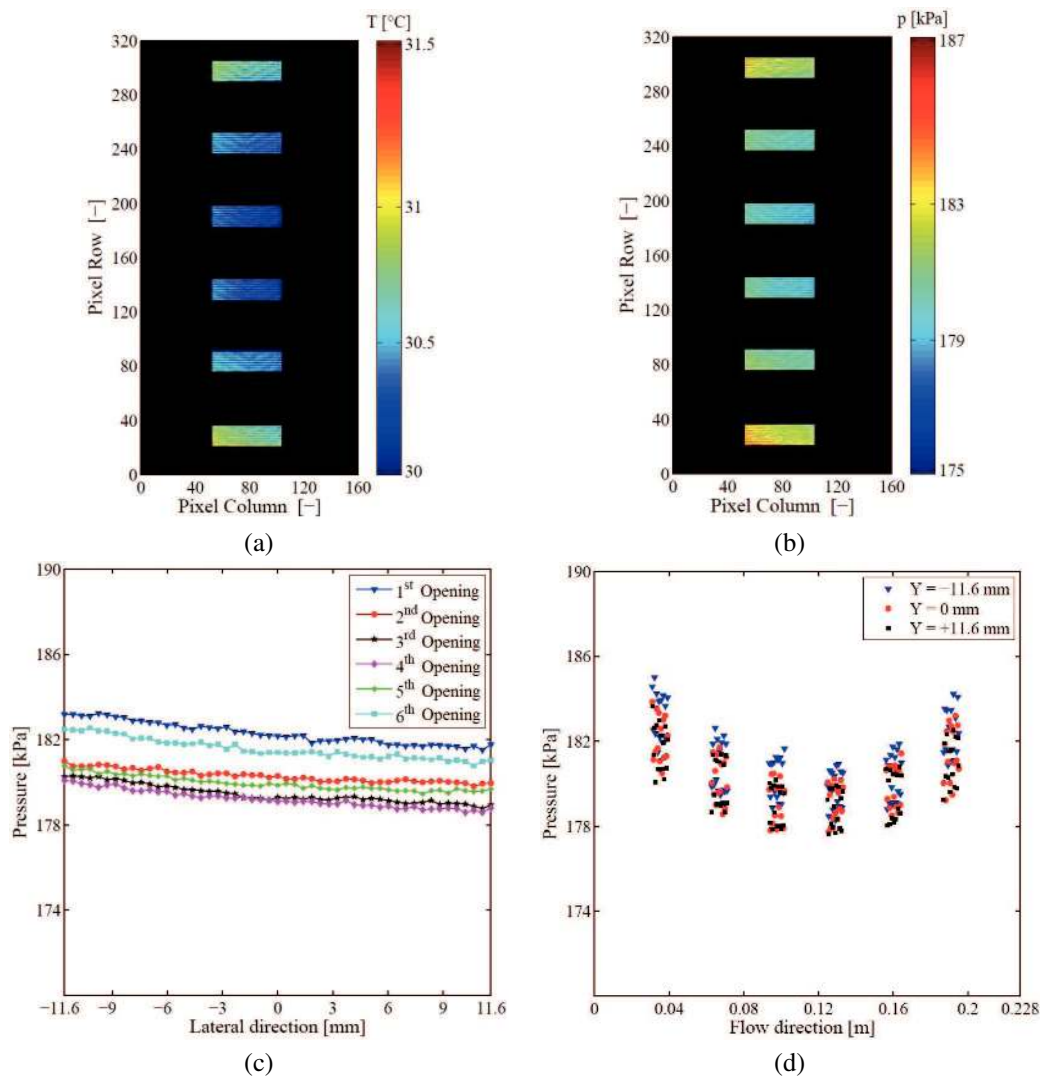 T [°C]
320
280
240
200
160
120
80
40
0
Pixel Row [−]
0 40 80 120 160
Pixel Column [−]
31.5
31
30.5
30
(a)
p [kPa]
320
280
240
200
160
120
80
40
0
Pixel Row [−]
0 40 80 120 160
Pixel Column [−]
187
183
179
175
(b)
190
186
182
178
174
Pressure [kPa]
−11.6 −9 −6 −3 0 3 6 9 11.6
Lateral direction [mm]
1st Opening
2nd Opening
3rd Opening
4th Opening
5th Opening
6th Opening
(c)
190
186
182
178
174
Pressure [kPa]
0 0.04 0.08 0.12 0.16 0.2 0.228
Flow direction [m]
Y = −11.6 mm
Y = 0 mm
Y = +11.6 mm
(d)